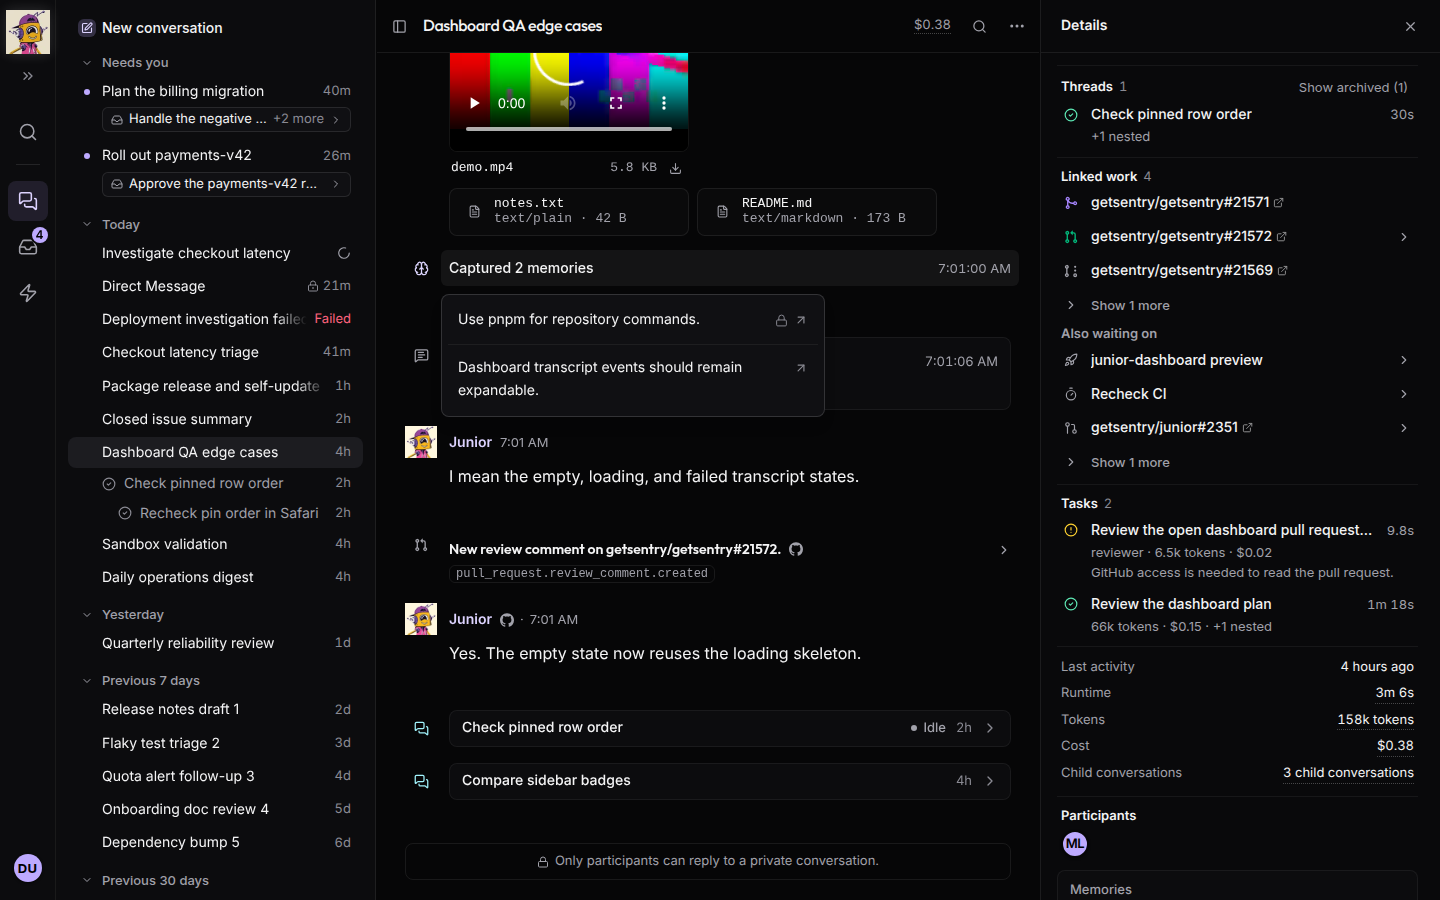 New conversation
Needs you
Plan the billing migration 40m
Handle the negative ... +2 more
Roll out payments-v42 26m
Approve the payments-v42 r...
Today
Investigate checkout latency
Direct Message 21m
Deployment investigation failed Failed
Checkout latency triage 41m
Package release and self-update 1h
Closed issue summary 2h
Dashboard QA edge cases 4h
Check pinned row order 2h
Recheck pin order in Safari 2h
Sandbox validation 4h
Daily operations digest 4h
Yesterday
Quarterly reliability review 1d
Previous 7 days
Release notes draft 1 2d
Flaky test triage 2 3d
Quota alert follow-up 3 4d
Onboarding doc review 4 5d
Dependency bump 5 6d
Previous 30 days
4
DU
Dashboard QA edge cases $0.38
0:00
demo.mp4 5.8 KB
notes.txt
text/plain · 42 B
README.md
text/markdown · 173 B
Captured 2 memories 7:01:00 AM
Use pnpm for repository commands.
Dashboard transcript events should remain
expandable.
7:01:06 AM
Junior 7:01 AM
I mean the empty, loading, and failed transcript states.
New review comment on getsentry/getsentry#21572.
pull_request.review_comment.created
Junior · 7:01 AM
Yes. The empty state now reuses the loading skeleton.
Check pinned row order Idle 2h
Compare sidebar badges 4h
Only participants can reply to a private conversation.
Details
Threads 1 Show archived (1)
Check pinned row order 30s
+1 nested
Linked work 4
getsentry/getsentry#21571
getsentry/getsentry#21572
getsentry/getsentry#21569
Show 1 more
Also waiting on
junior-dashboard preview
Recheck CI
getsentry/junior#2351
Show 1 more
Tasks 2
Review the open dashboard pull request... 9.8s
reviewer · 6.5k tokens · $0.02
GitHub access is needed to read the pull request.
Review the dashboard plan 1m 18s
66k tokens · $0.15 · +1 nested
Last activity 4 hours ago
Runtime 3m 6s
Tokens 158k tokens
Cost $0.38
Child conversations 3 child conversations
Participants
ML
Memories